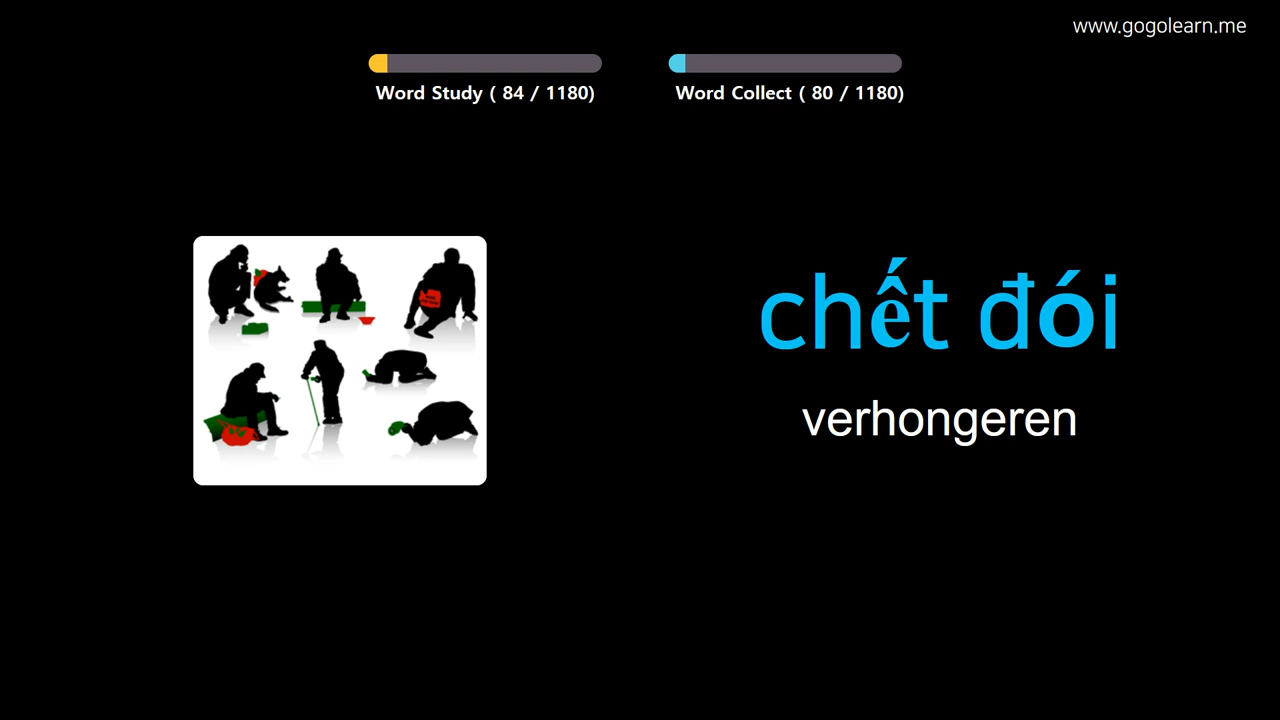 www.gogolearn.me
Word Study ( 84 / 1180)
Word Collect ( 80 / 1180)
chết đói
verhongeren